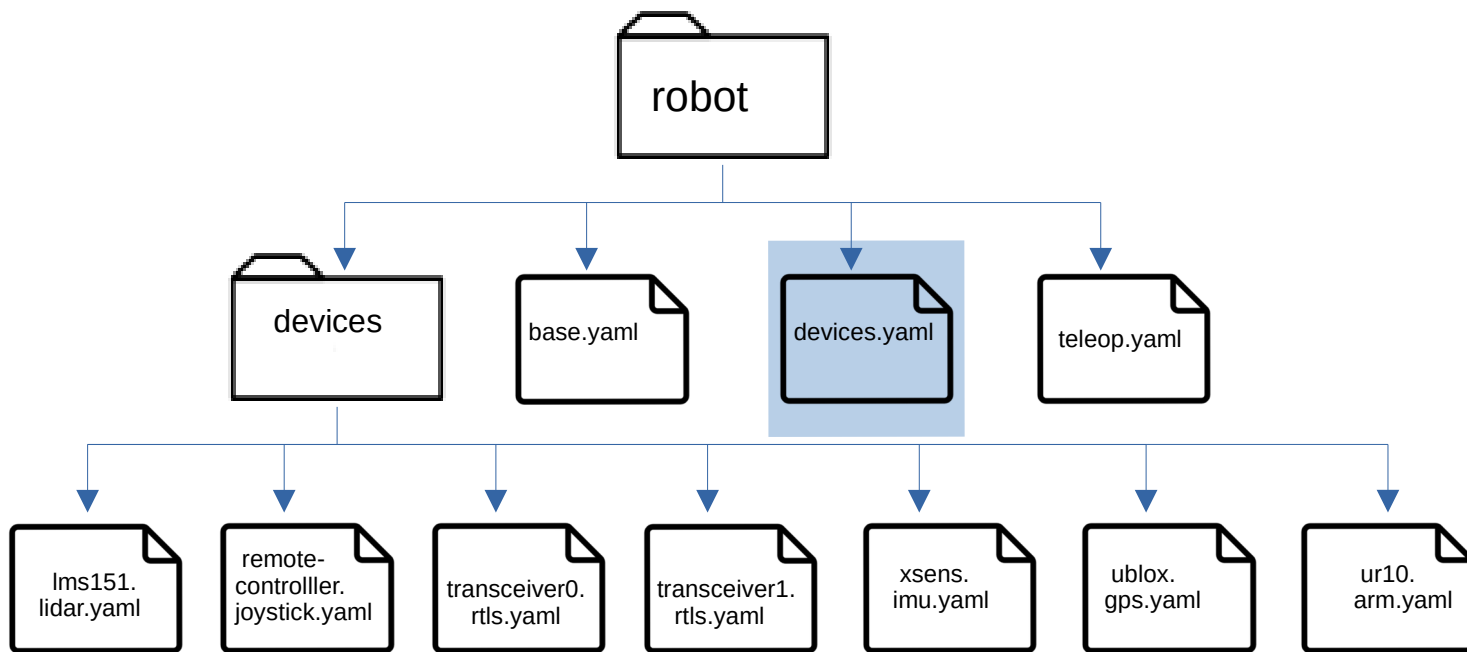 robot
devices
base.yaml
devices.yaml
teleop.yaml
lms151.
lidar.yaml
remote-
controlller.
joystick.yaml
transceiver0.
rtls.yaml
transceiver1.
rtls.yaml
xsens.
imu.yaml
ublox.
gps.yaml
ur10.
arm.yaml